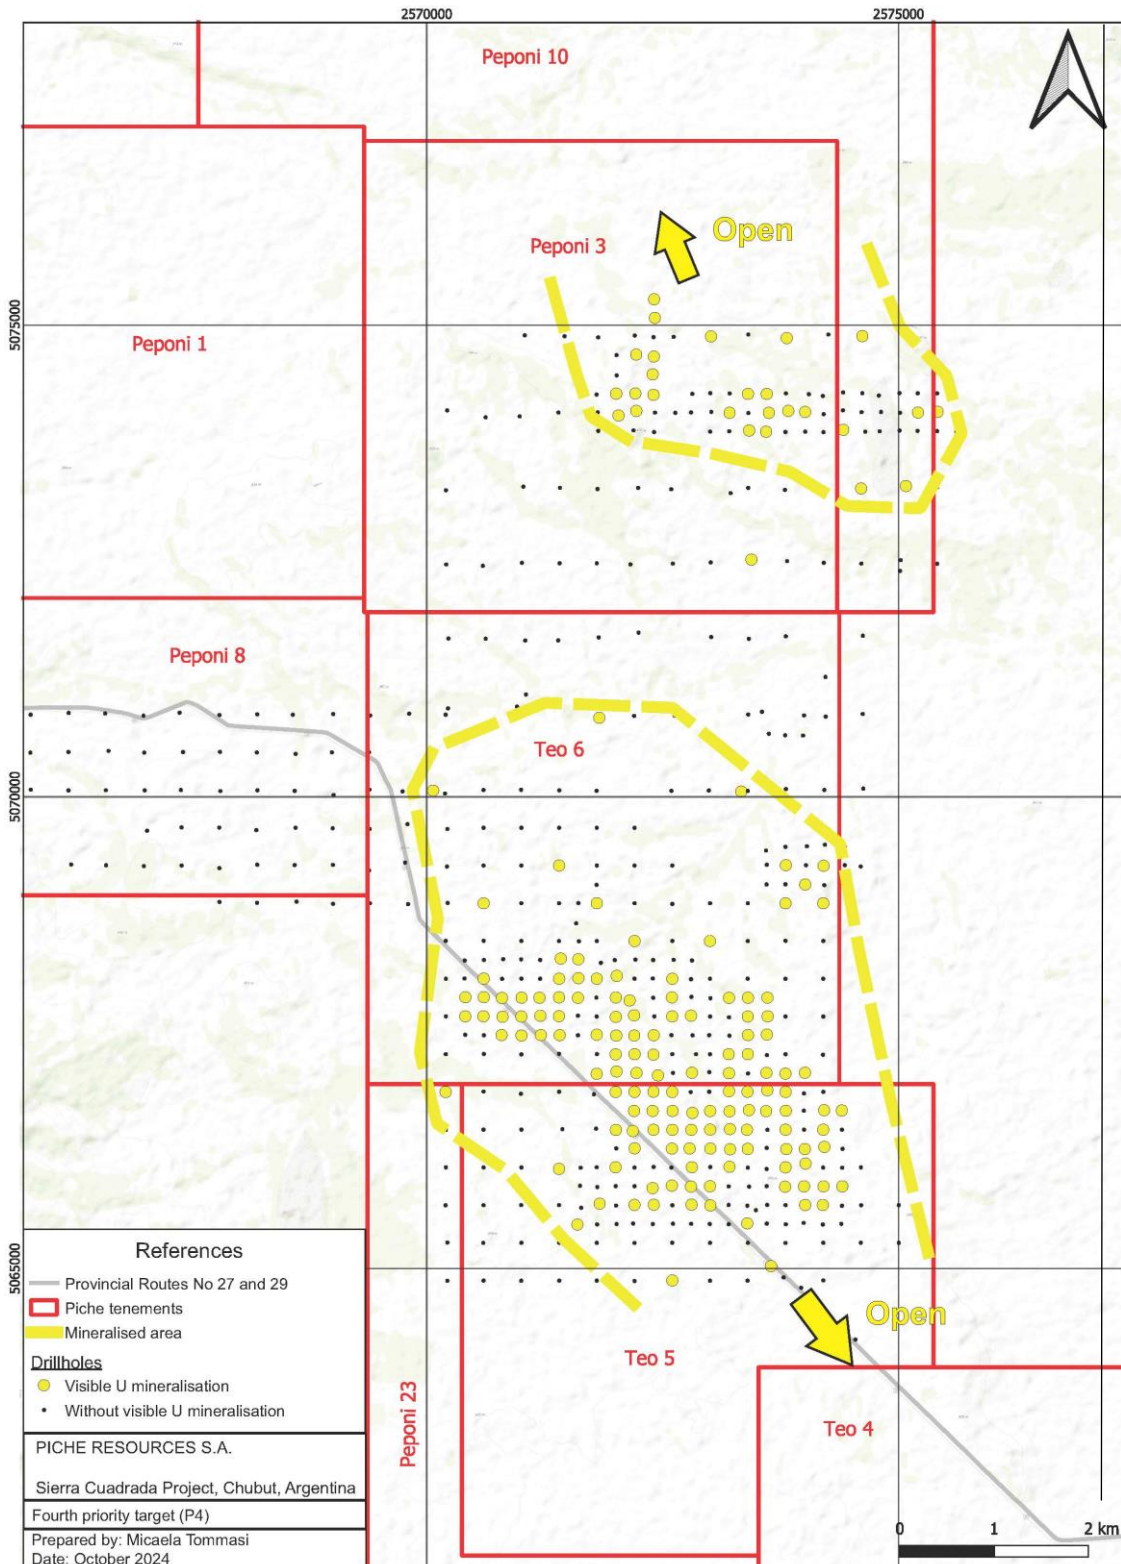 2570000
2575000
Peponi 10
Open
Peponi 3
5075000
Peponi 1
Peponi 8
Teo 6
5070000
5065000
Open
Teo 5
Peponi 23
Teo 4
References
Provincial Routes No 27 and 29
Piche tenements
Mineralised area
Drillholes
Visible U mineralisation
Without visible U mineralisation
PICHE RESOURCES S.A.
Sierra Cuadrada Project, Chubut, Argentina
Fourth priority target (P4)
Prepared by: Micaela Tommasi
Date: October 2024
0 1 2 km